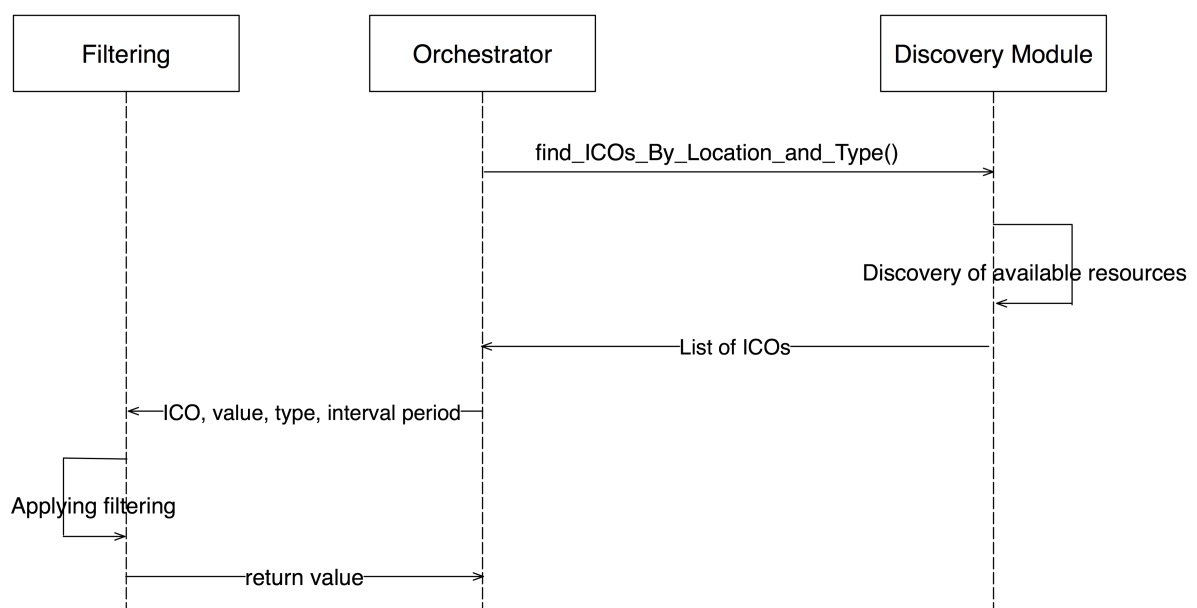 Filtering
Orchestrator
Discovery Module
find_ICOs_By_Location_and_Type()
Discovery of available resources
List of ICOs
ICO, value, type, interval period
Applying filtering
return value